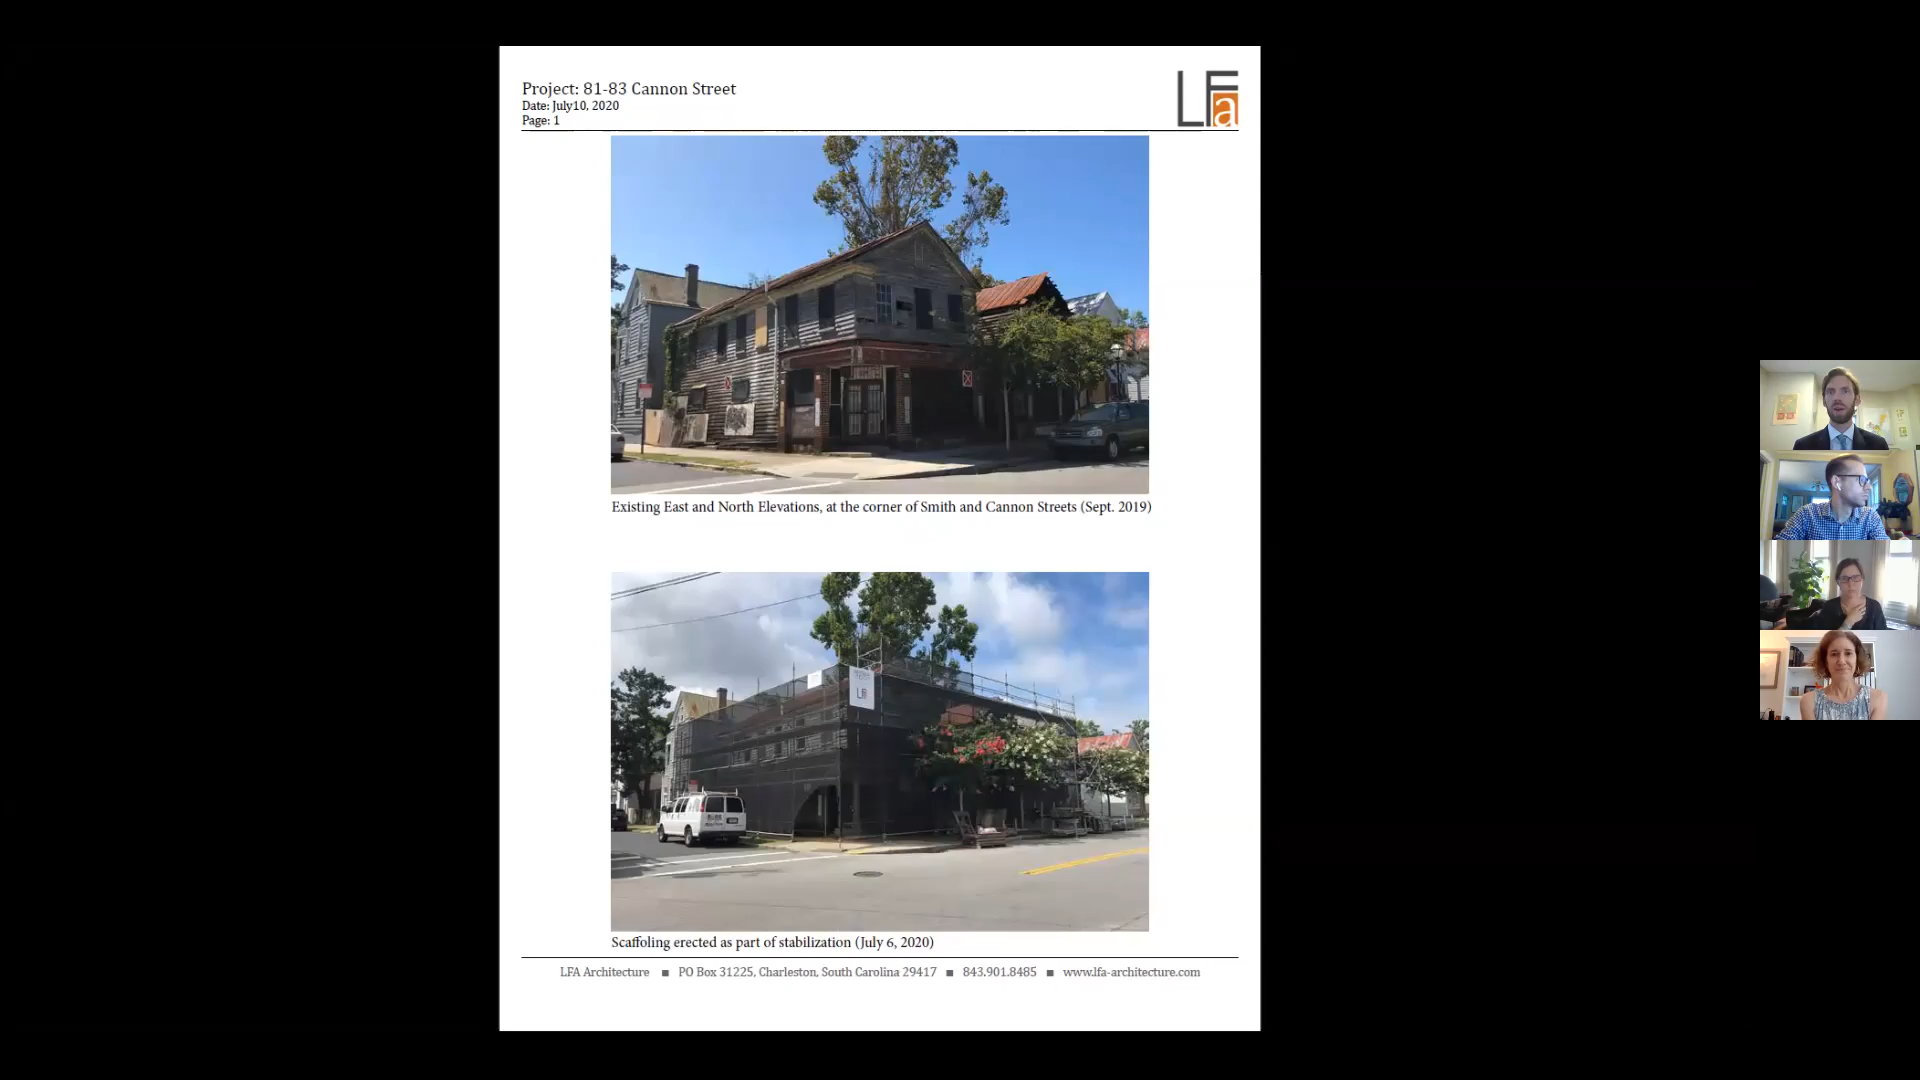 Project: 81-83 Cannon Street
Date: July10, 2020
Page: 1
LFa
Existing East and North Elevations, at the corner of Smith and Cannon Streets (Sept. 2019)
Scaffoling erected as part of stabilization (July 6, 2020)
LFA Architecture ■ PO Box 31225, Charleston, South Carolina 29417 ■ 843.901.8485 ■ www.lfa-architecture.com